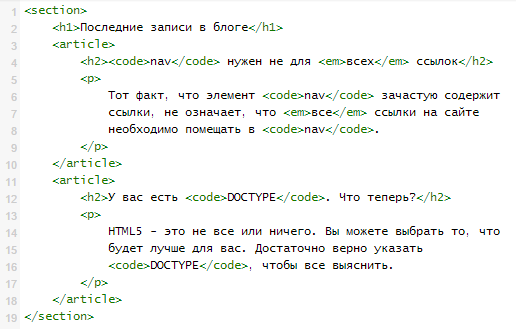 1 <section>
2 <h1>Последние записи в блоге</h1>
3 <article>
4 <h2><code>nav</code> нужен не для <em>всех</em> ссылок</h2>
5 <p>
6 Тот факт, что элемент <code>nav</code> зачастую содержит
7 ссылки, не означает, что <em>все</em> ссылки на сайте
8 необходимо помещать в <code>nav</code>.
9 </p>
10 </article>
11 <article>
12 <h2>У вас есть <code>DOCTYPE</code>. Что теперь?</h2>
13 <p>
14 HTML5 – это не все или ничего. Вы можете выбрать то, что
15 будет лучше для вас. Достаточно верно указать
16 <code>DOCTYPE</code>, чтобы все выяснить.
17 </p>
18 </article>
19 </section>